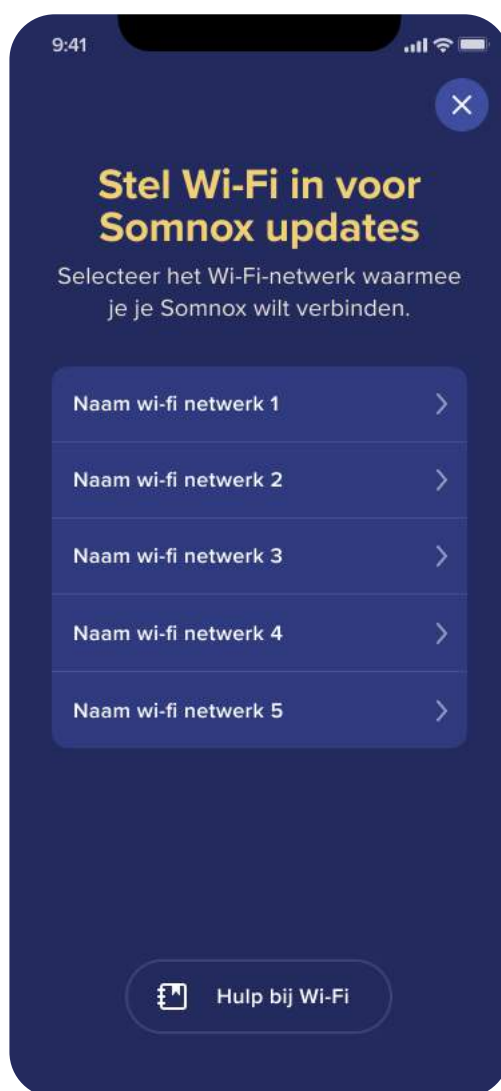 9:41
Stel Wi-Fi in voor
Somnox updates
Selecteer het Wi-Fi-netwerk waarmee
je je Somnox wilt verbinden.
Naam wi-fi netwerk 1
Naam wi-fi netwerk 2
Naam wi-fi netwerk 3
Naam wi-fi netwerk 4
Naam wi-fi netwerk 5
Hulp bij Wi-Fi